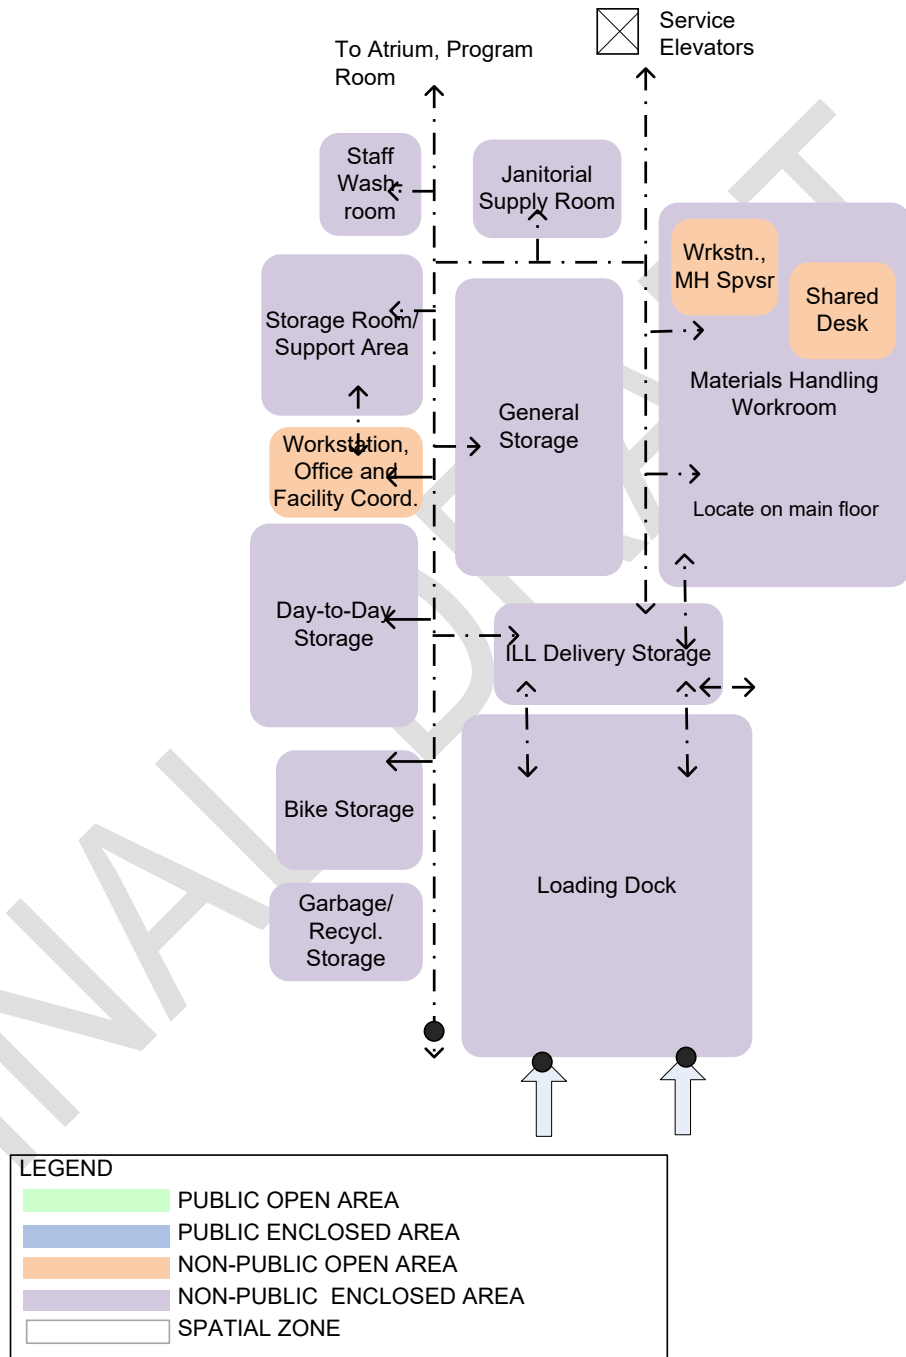 Service
Elevators
To Atrium, Program
Room
Staff
Wash-
room
Janitorial
Supply Room
Wrkstn.,
MH Spvsr
Shared
Desk
Storage Room/
Support Area
Materials Handling
Workroom
General
Storage
Workstation,
Office and
Facility Coord.
Locate on main floor
Day-to-Day
Storage
ILL Delivery Storage
Bike Storage
Loading Dock
Garbage/
Recycl.
Storage
LEGEND
PUBLIC OPEN AREA
PUBLIC ENCLOSED AREA
NON-PUBLIC OPEN AREA
NON-PUBLIC  ENCLOSED AREA
SPATIAL ZONE
INAL DRAFT